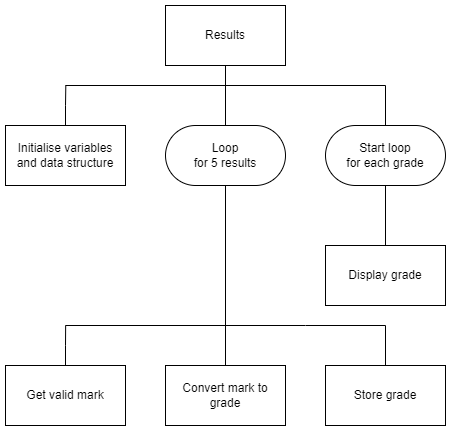 Results
Initialise variables
and data structure
Loop
for 5 results
Start loop
for each grade
Display grade
Get valid mark
Convert mark to
grade
Store grade